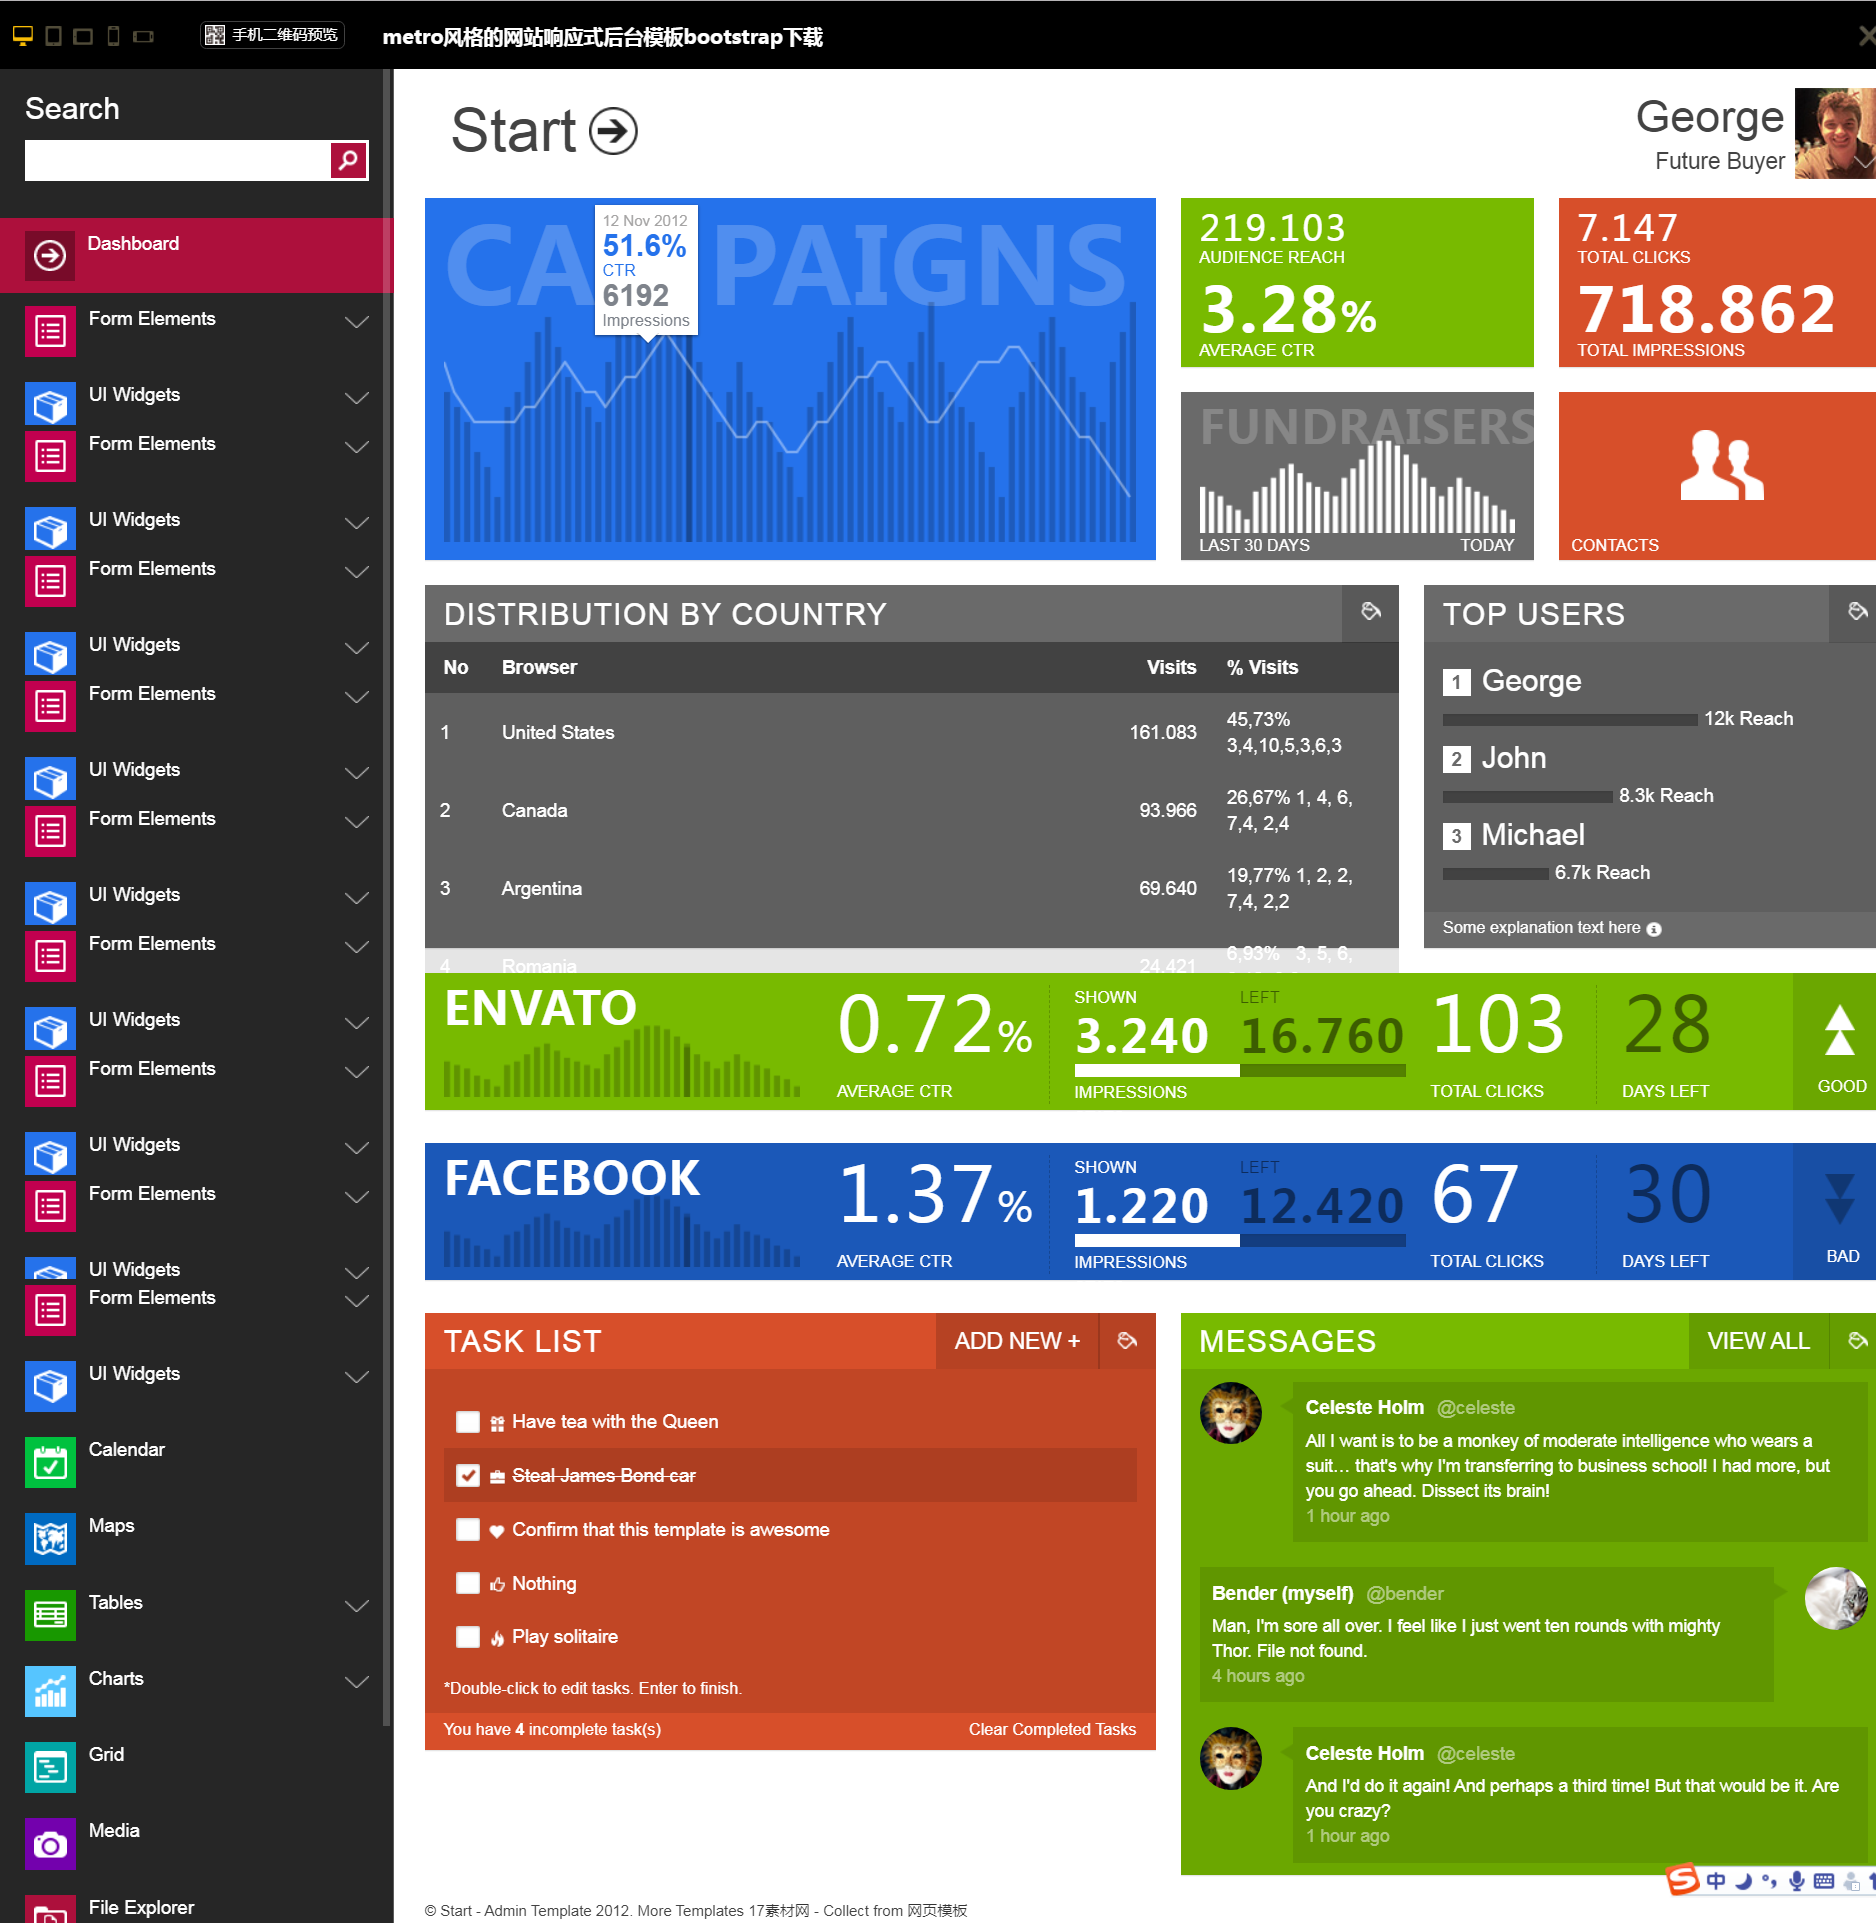 手机二维码预览
metro风格的网站响应式后台模板bootstrap下载
Search
Dashboard
Form Elements
UI Widgets
Form Elements
UI Widgets
Form Elements
UI Widgets
Form Elements
UI Widgets
Form Elements
UI Widgets
Form Elements
UI Widgets
Form Elements
UI Widgets
Form Elements
UI Widgets
Form Elements
UI Widgets
Calendar
Maps
Tables
Charts
Grid
Media
File Explorer
Start
George
Future Buyer
CA PAIGNS
12 Nov 2012
51.6%
CTR
6192
Impressions
219.103
AUDIENCE REACH
3.28%
AVERAGE CTR
7.147
TOTAL CLICKS
718.862
TOTAL IMPRESSIONS
FUNDRAISERS
LAST 30 DAYS TODAY
CONTACTS
DISTRIBUTION BY COUNTRY
No Browser Visits % Visits
1 United States 161.083 45,73%
3,4,10,5,3,6,3
2 Canada 93.966 26,67% 1, 4, 6,
7,4, 2,4
3 Argentina 69.640 19,77% 1, 2, 2,
7,4, 2,2
4 Romania 24.421 6,93% 3, 5, 6,
TOP USERS
1 George
12k Reach
2 John
8.3k Reach
3 Michael
6.7k Reach
Some explanation text here
ENVATO
0.72%
AVERAGE CTR
SHOWN LEFT
3.240 16.760
IMPRESSIONS
103
TOTAL CLICKS
28
DAYS LEFT
GOOD
FACEBOOK
1.37%
AVERAGE CTR
SHOWN LEFT
1.220 12.420
IMPRESSIONS
67
TOTAL CLICKS
30
DAYS LEFT
BAD
TASK LIST ADD NEW +
Have tea with the Queen
Steal James Bond car
Confirm that this template is awesome
Nothing
Play solitaire
*Double-click to edit tasks. Enter to finish.
You have 4 incomplete task(s) Clear Completed Tasks
MESSAGES VIEW ALL
Celeste Holm @celeste
All I want is to be a monkey of moderate intelligence who wears a
suit… that's why I'm transferring to business school! I had more, but
you go ahead. Dissect its brain!
1 hour ago
Bender (myself) @bender
Man, I'm sore all over. I feel like I just went ten rounds with mighty
Thor. File not found.
4 hours ago
Celeste Holm @celeste
And I'd do it again! And perhaps a third time! But that would be it. Are
you crazy?
1 hour ago
S 中
© Start - Admin Template 2012. More Templates 17素材网 - Collect from 网页模板